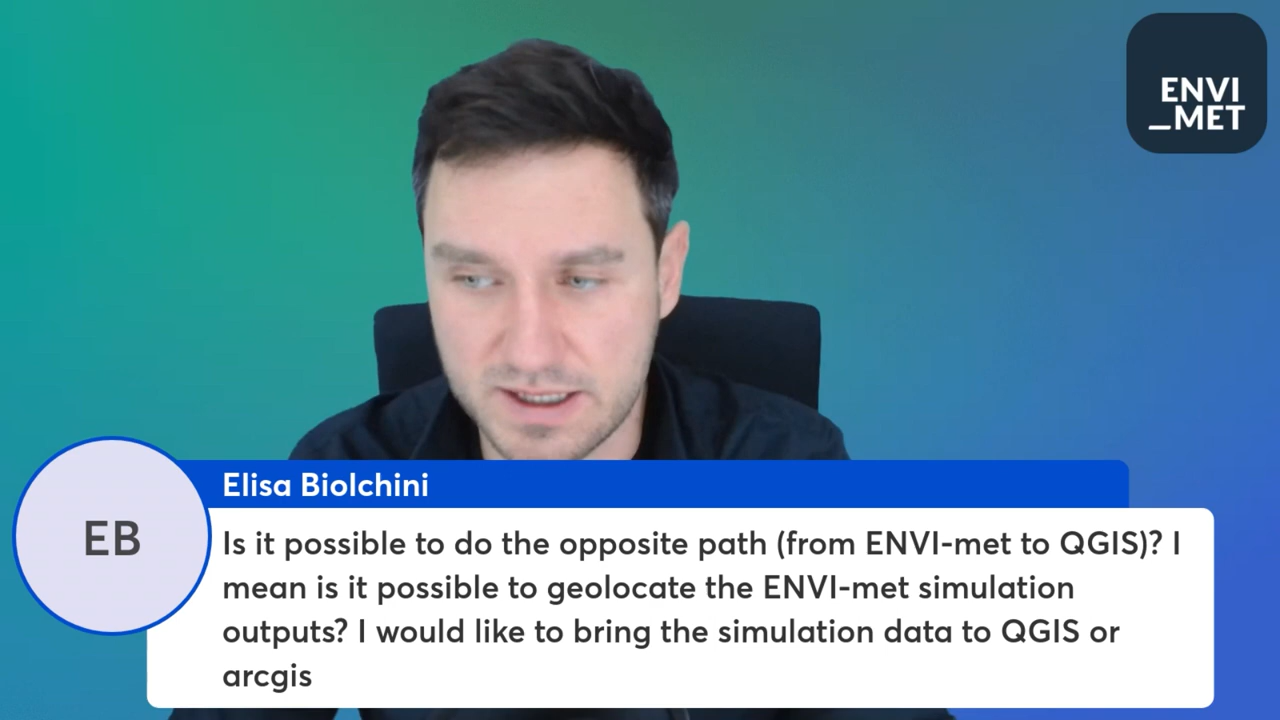 ENVI
_MET
Elisa Biolchini
EB
Is it possible to do the opposite path (from ENVI-met to QGIS)? I
mean is it possible to geolocate the ENVI-met simulation
outputs? I would like to bring the simulation data to QGIS or
arcgis